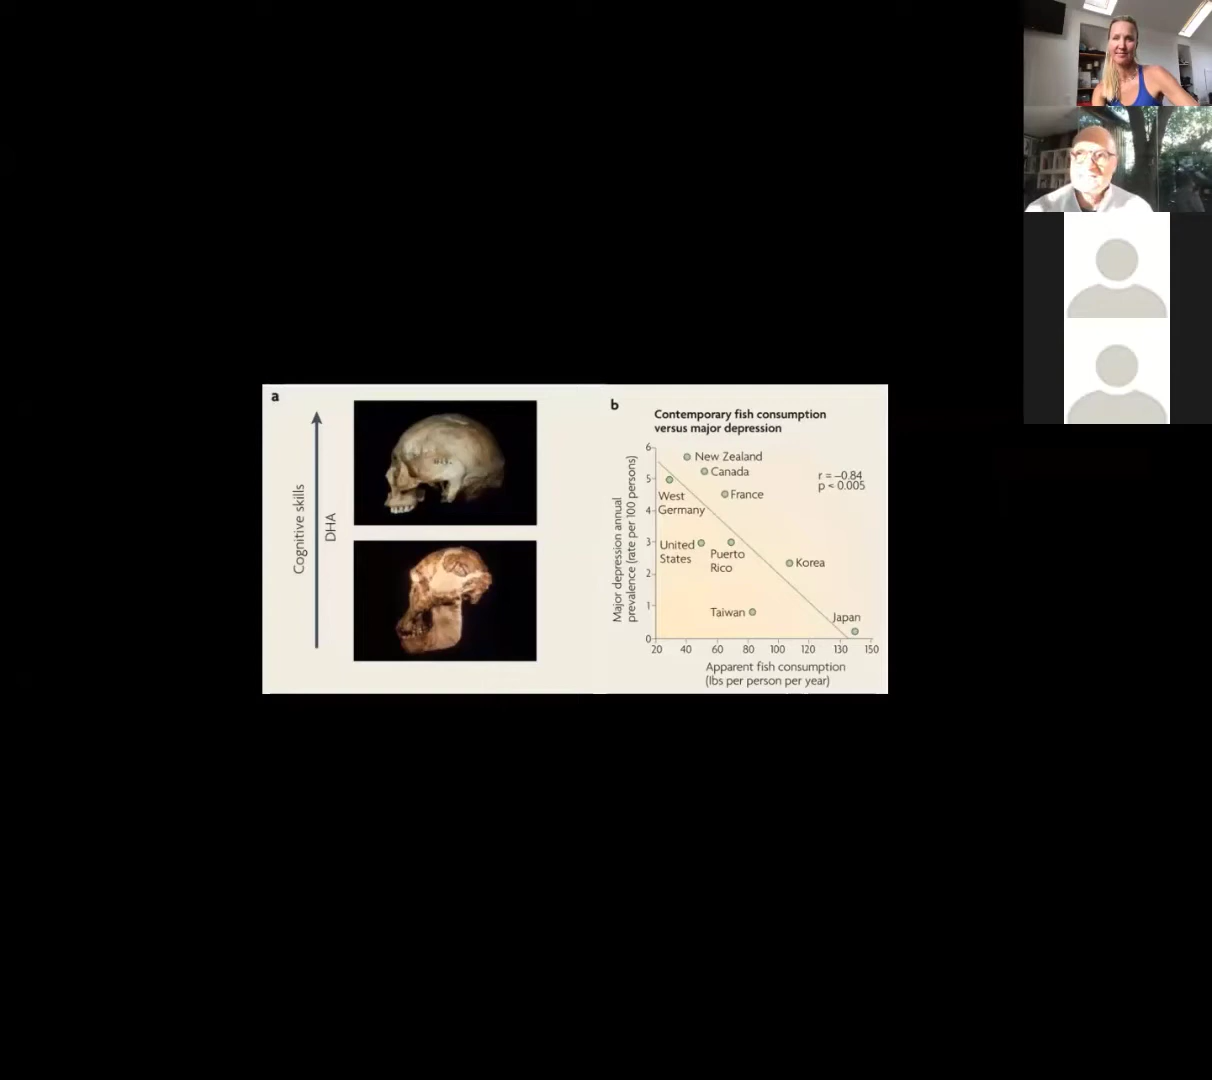 a
Cognitive skills
DHA
b
Contemporary fish consumption
versus major depression
Major depression annual
prevalence (rate per 100 persons)
6
5
4
3
2
1
0
New Zealand
Canada
r = –0.84
p < 0.005
West
Germany
France
United
States
Puerto
Rico
Korea
Taiwan
Japan
20 40 60 80 100 120 130 150
Apparent fish consumption
(lbs per person per year)